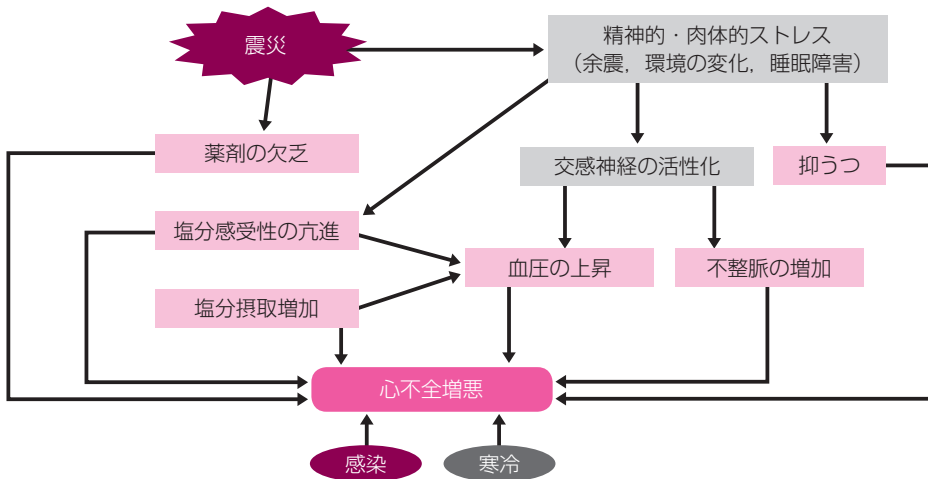 震災
精神的・肉体的ストレス
（余震，環境の変化，睡眠障害）
薬剤の欠乏
交感神経の活性化
抑うつ
塩分感受性の亢進
血圧の上昇
不整脈の増加
塩分摂取増加
心不全増悪
感染
寒冷